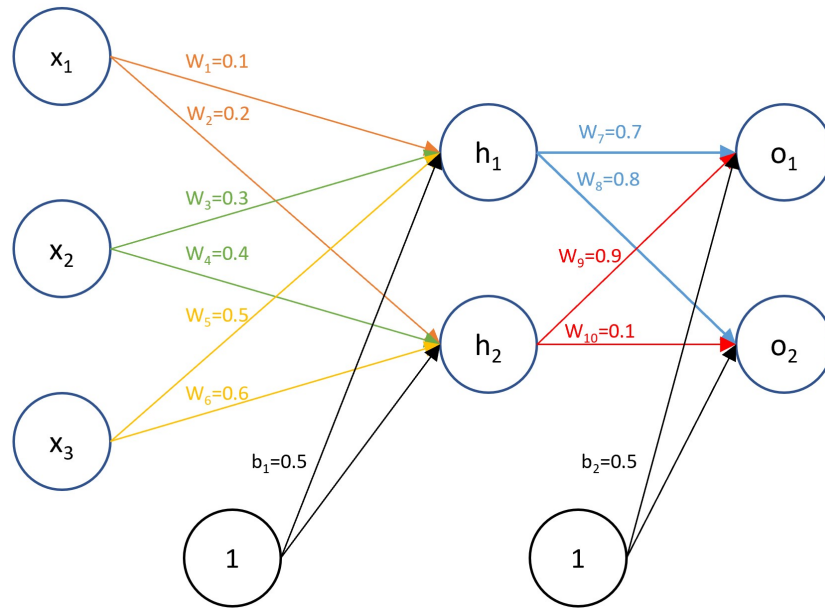 x₁
W₁=0.1
W₂=0.2
h₁
W₇=0.7
W₈=0.8
o₁
x₂
W₃=0.3
W₄=0.4
W₅=0.5
W₆=0.6
h₂
W₉=0.9
W₁₀=0.1
o₂
x₃
b₁=0.5
b₂=0.5
1
1